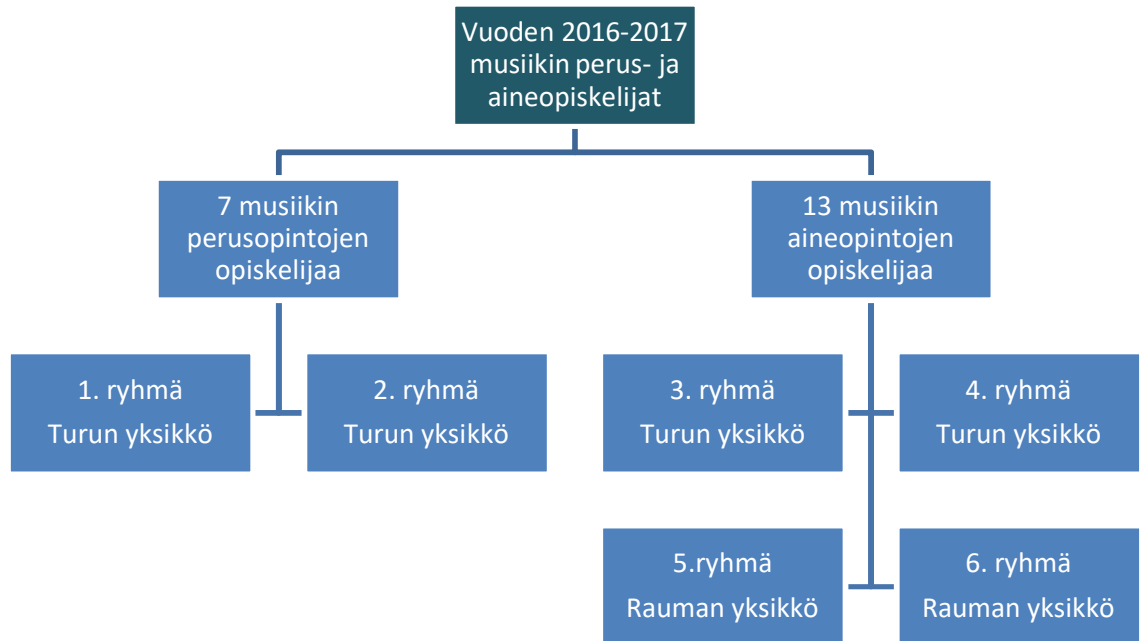 Vuoden 2016-2017
musiikin perus- ja
aineopiskelijat
7 musiikin
perusopintojen
opiskelijaa
13 musiikin
aineopintojen
opiskelijaa
1. ryhmä
Turun yksikkö
2. ryhmä
Turun yksikkö
3. ryhmä
Turun yksikkö
4. ryhmä
Turun yksikkö
5.ryhmä
Rauman yksikkö
6. ryhmä
Rauman yksikkö